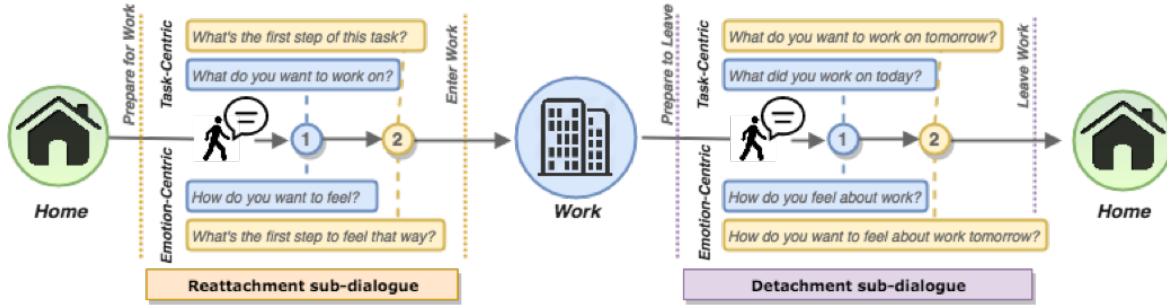 Prepare for Work
Task-Centric
What's the first step of this task?
What do you want to work on?
1
2
Enter Work
Emotion-Centric
How do you want to feel?
What's the first step to feel that way?
Home
Reattachment sub-dialogue
Work
Prepare to Leave
Task-Centric
What do you want to work on tomorrow?
What did you work on today?
1
2
Leave Work
Emotion-Centric
How do you feel about work?
How do you want to feel about work tomorrow?
Detachment sub-dialogue
Home